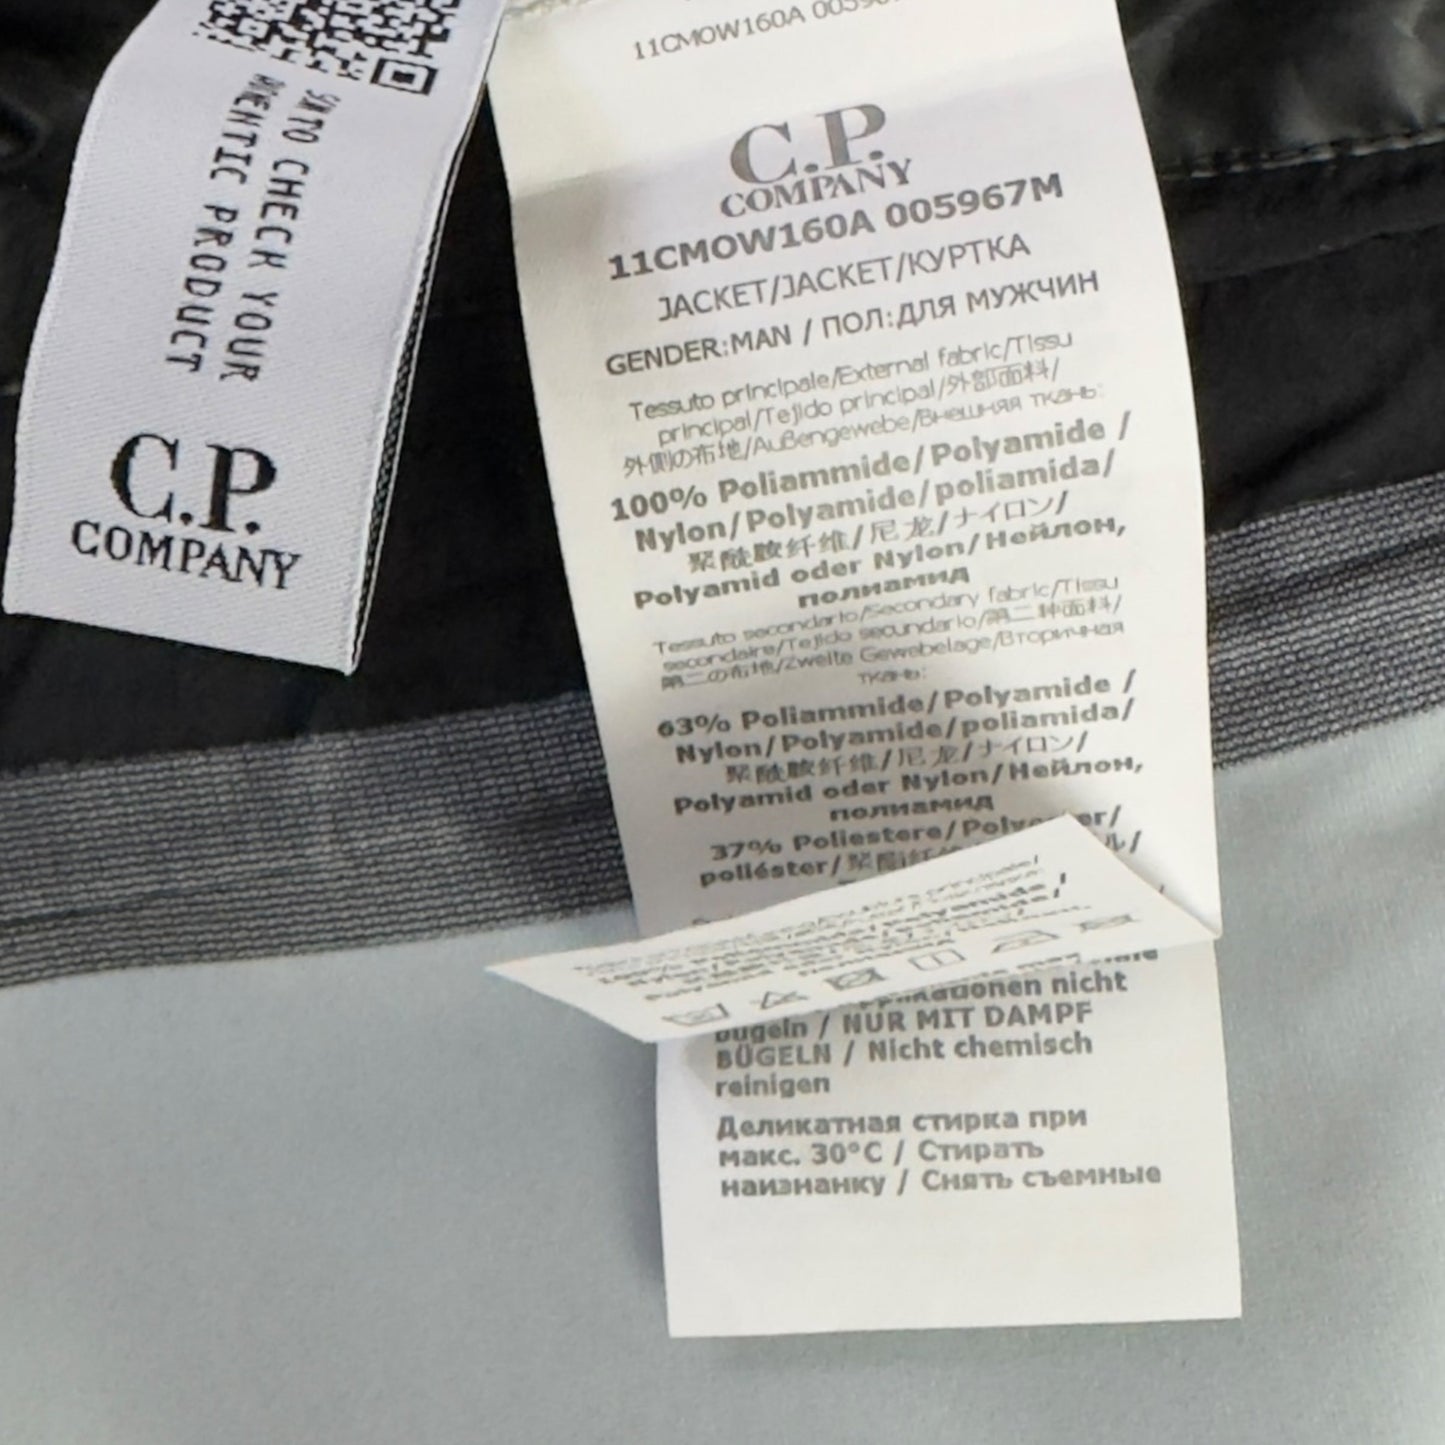 SCAN TO CHECK YOUR
AUTHENTIC PRODUCT
C.P.
COMPANY
11CMOW160A
C.P.
COMPANY
11CMOW160A 005967M
JACKET/JACKET/КУРТКА
GENDER:MAN / ПОЛ:ДЛЯ МУЖЧИН
Tessuto principale/External fabric/Tissu
principal/Tejido principal/外部面料/
外側の布地/Außengewebe/Внешняя ткань:
100% Poliammide/Polyamide /
Nylon/Polyamide/poliamida/
聚酰胺纤维/尼龙/ナイロン/
Polyamid oder Nylon/Нейлон,
полиамид
Tessuto secondario/Secondary fabric/Tissu
secondaire/Tejido secundario/第二种面料/
第二の布地/Zweite Gewebelage/Вторичная
ткань:
63% Poliammide/Polyamide /
Nylon/Polyamide/poliamida/
聚酰胺纤维/尼龙/ナイロン/
Polyamid oder Nylon/Нейлон,
полиамид
37% Poliestere/
poliéster/
nicht
bügeln / NUR MIT DAMPF
BÜGELN / Nicht chemisch
reinigen
Деликатная стирка при
макс. 30°C / Стирать
наизнанку / Снять съемные